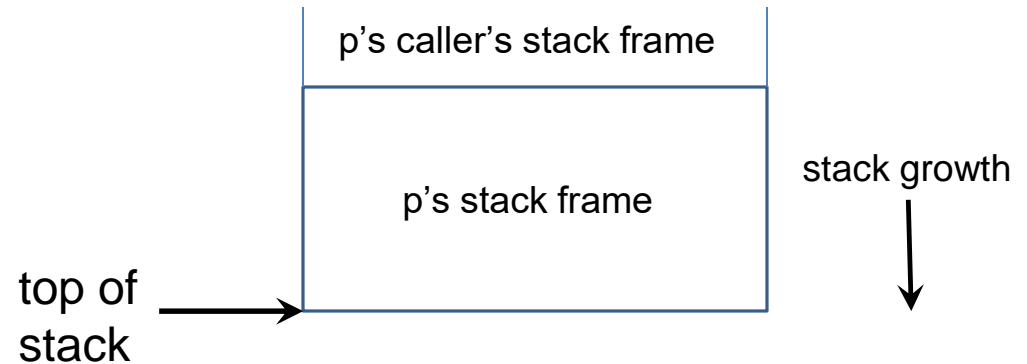 p’s caller’s stack frame
stack growth
p’s stack frame
top of
stack